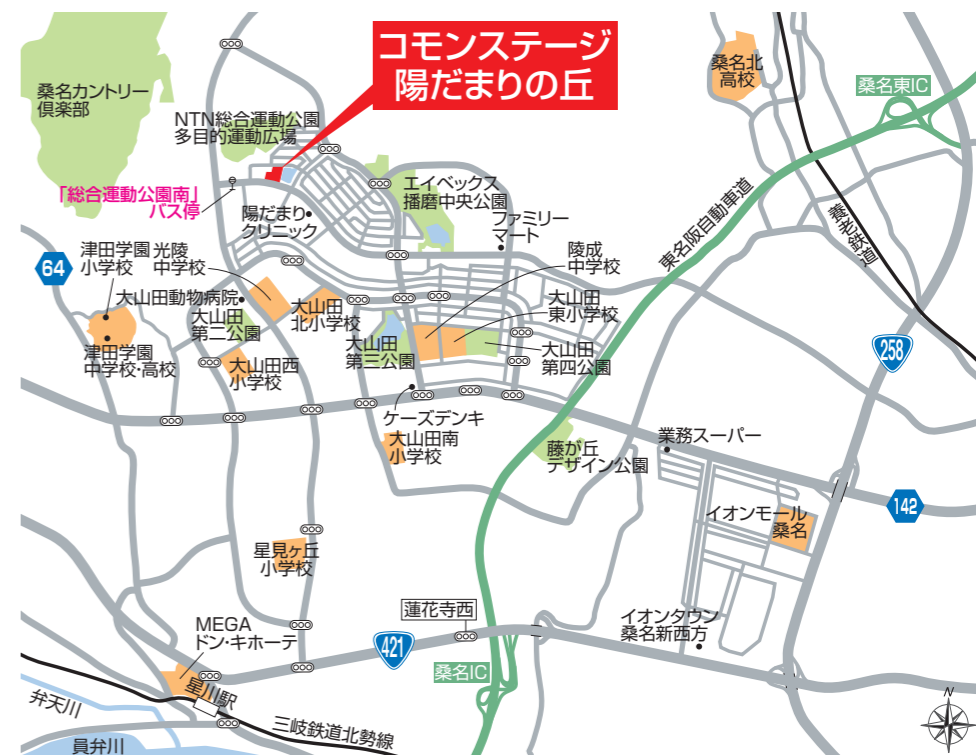 コモンステージ
陽だまりの丘
桑名カントリー
倶楽部
NTN総合運動公園
多目的運動広場
桑名北
高校
桑名東IC
「総合運動公園南」
バス停
エイベックス
播磨中央公園
陽だまり
クリニック
ファミリー
マート
東名阪自動車道
養老鉄道
64
津田学園
小学校
光陵
中学校
陵成
中学校
大山田動物病院
大山田
北小学校
大山田
東小学校
大山田
第二公園
大山田
第三公園
大山田
第四公園
258
津田学園
中学校・高校
大山田西
小学校
ケーズデンキ
大山田南
小学校
藤が丘
デザイン公園
業務スーパー
142
イオンモール
桑名
星見ヶ丘
小学校
蓮花寺西
イオンタウン
桑名新西方
MEGA
ドン・キホーテ
421
桑名IC
星川駅
弁天川
三岐鉄道北勢線
員弁川
N